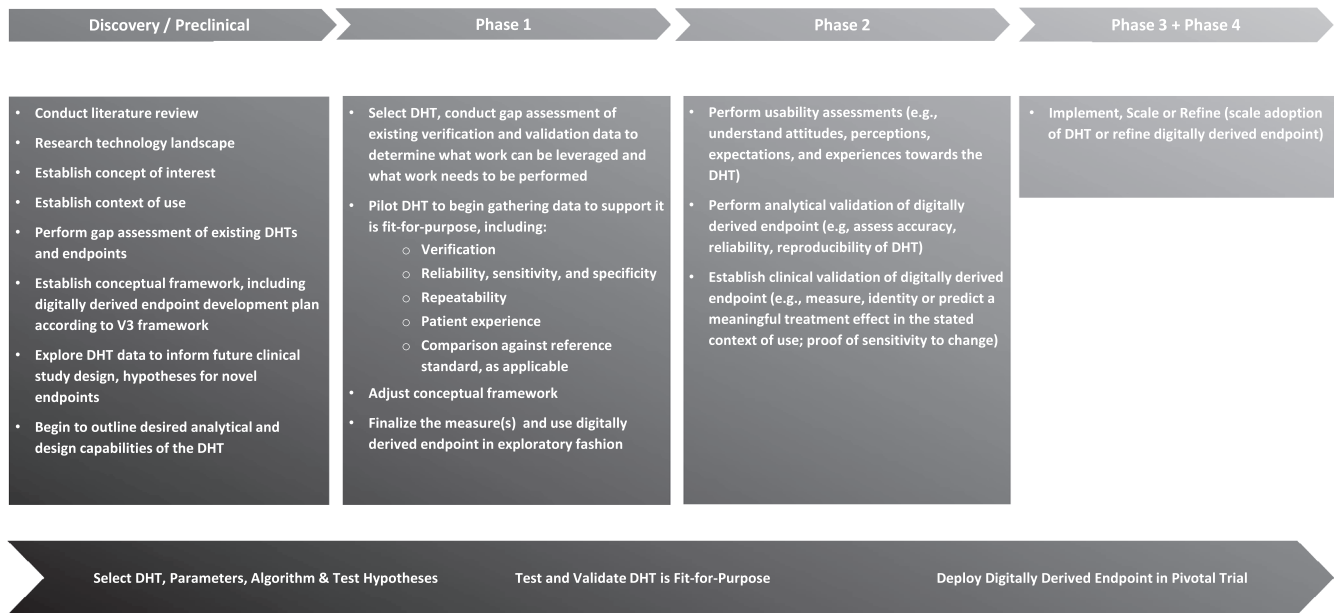 Discovery / Preclinical
Phase 1
Phase 2
Phase 3 + Phase 4
• Conduct literature review
• Research technology landscape
• Establish concept of interest
• Establish context of use
• Perform gap assessment of existing DHTs
and endpoints
• Establish conceptual framework, including
digitally derived endpoint development plan
according to V3 framework
• Explore DHT data to inform future clinical
study design, hypotheses for novel
endpoints
• Begin to outline desired analytical and
design capabilities of the DHT
• Select DHT, conduct gap assessment of
existing verification and validation data to
determine what work can be leveraged and
what work needs to be performed
• Pilot DHT to begin gathering data to support it
is fit-for-purpose, including:
o Verification
o Reliability, sensitivity, and specificity
o Repeatability
o Patient experience
o Comparison against reference
standard, as applicable
• Adjust conceptual framework
• Finalize the measure(s) and use digitally
derived endpoint in exploratory fashion
• Perform usability assessments (e.g.,
understand attitudes, perceptions,
expectations, and experiences towards the
DHT)
• Perform analytical validation of digitally
derived endpoint (e.g, assess accuracy,
reliability, reproducibility of DHT)
• Establish clinical validation of digitally derived
endpoint (e.g., measure, identity or predict a
meaningful treatment effect in the stated
context of use; proof of sensitivity to change)
• Implement, Scale or Refine (scale adoption
of DHT or refine digitally derived endpoint)
Select DHT, Parameters, Algorithm & Test Hypotheses
Test and Validate DHT is Fit-for-Purpose
Deploy Digitally Derived Endpoint in Pivotal Trial